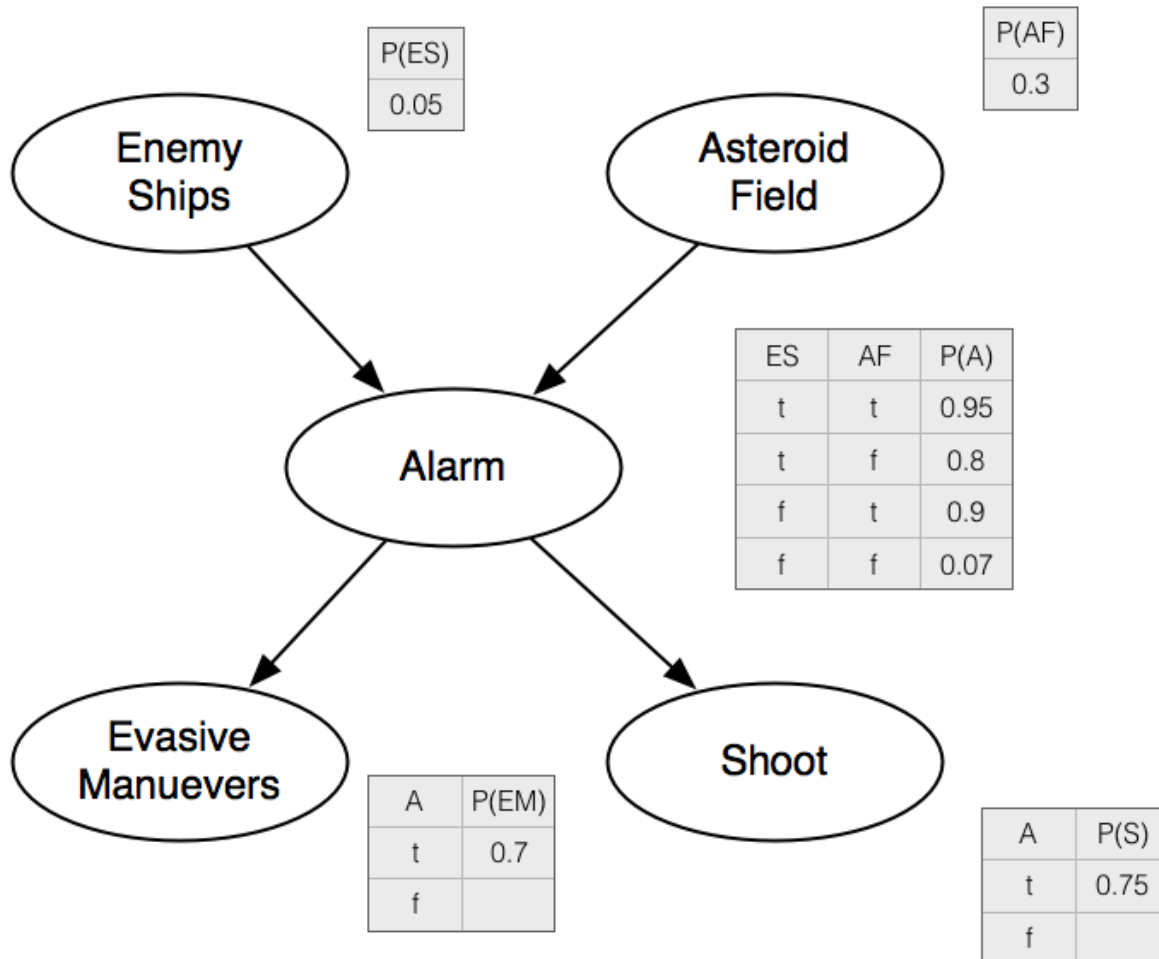 P(ES)
0.05
P(AF)
0.3
Enemy
Ships
Asteroid
Field
Alarm
ES AF P(A)
t t 0.95
t f 0.8
f t 0.9
f f 0.07
Evasive
Manuevers
A P(EM)
t 0.7
f
Shoot
A P(S)
t 0.75
f